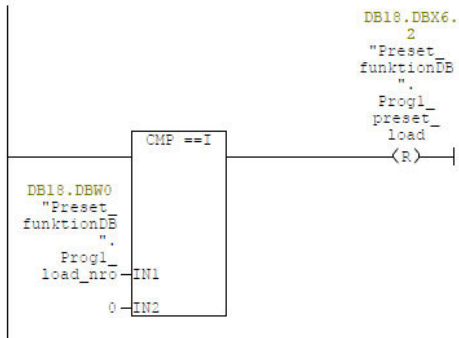 DB18.DBX6.
2
"Preset_
funktionDB
".
Prog1_
preset_
load
(R)
CMP ==I
DB18.DBW0
"Preset_
funktionDB
".
Prog1_
load_nro
IN1
0
IN2